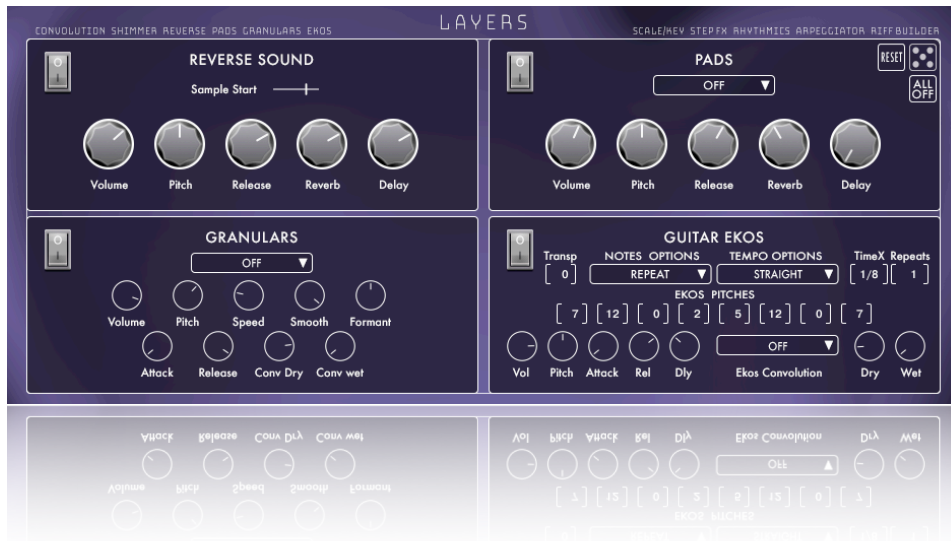 LAYERS
CONVOLUTION SHIMMER REVERSE PADS GRANULARS EKOS
SCALE/KEY STEPFX RHYTHMICS ARPEGGIATOR RIFFBUILDER
REVERSE SOUND
Sample Start
Volume Pitch Release Reverb Delay
PADS
RESET
ALL OFF
OFF
Volume Pitch Release Reverb Delay
GRANULARS
OFF
Volume Pitch Speed Smooth Formant
Attack Release Conv Dry Conv wet
GUITAR EKOS
Transp NOTES OPTIONS TEMPO OPTIONS TimeX Repeats
0 REPEAT STRAIGHT 1/8 1
EKOS PITCHES
7 12 0 2 5 12 0 7
OFF
Vol Pitch Attack Rel Dly Ekos Convolution Dry Wet